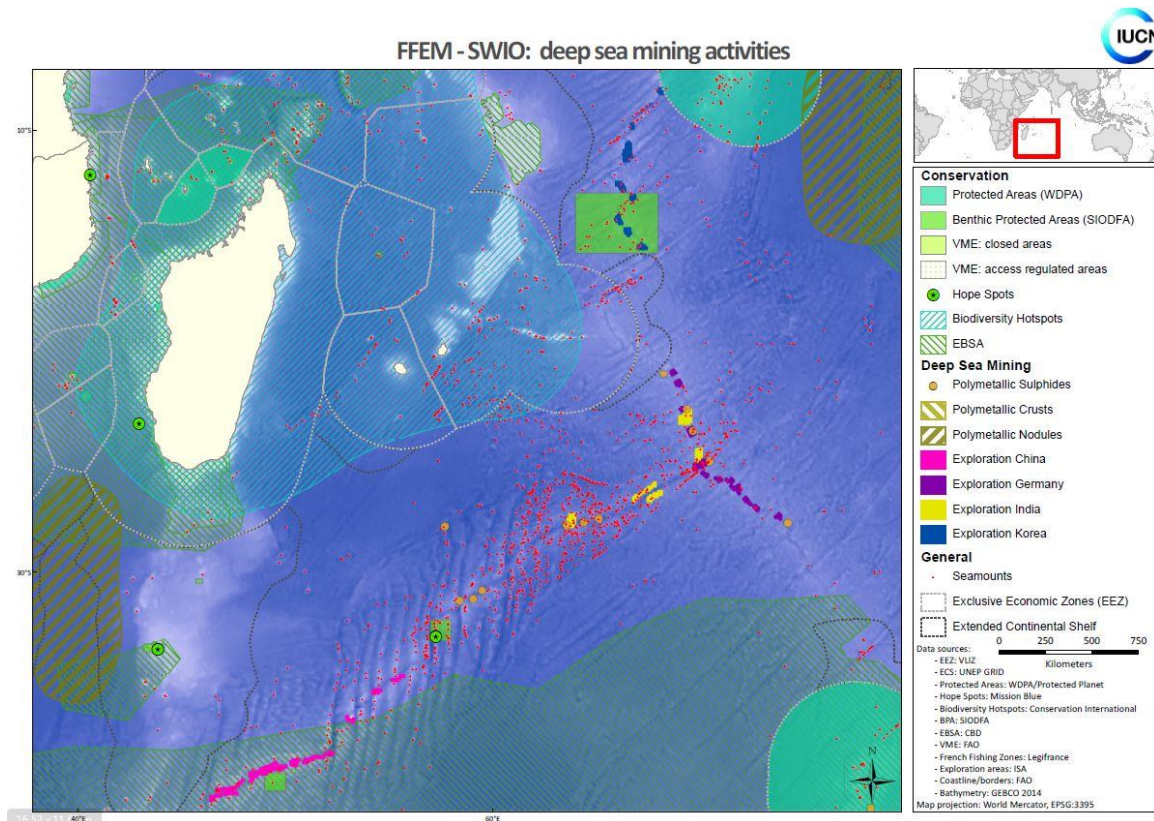 IUCN
FFEM - SWIO: deep sea mining activities
10°S
30°S
40°E
60°E
Conservation
Protected Areas (WDPA)
Benthic Protected Areas (SIODFA)
VME: closed areas
VME: access regulated areas
Hope Spots
Biodiversity Hotspots
EBSA
Deep Sea Mining
Polymetallic Sulphides
Polymetallic Crusts
Polymetallic Nodules
Exploration China
Exploration Germany
Exploration India
Exploration Korea
General
Seamounts
Exclusive Economic Zones (EEZ)
Extended Continental Shelf
0 250 500 750
Kilometers
Data sources:
- EEZ: VLIZ
- ECS: UNEP GRID
- Protected Areas: WDPA/Protected Planet
- Hope Spots: Mission Blue
- Biodiversity Hotspots: Conservation International
- BPA: SIODFA
- EBSA: CBD
- VME: FAO
- French Fishing Zones: Legifrance
- Exploration areas: ISA
- Coastline/borders: FAO
- Bathymetry: GEBCO 2014
Map projection: World Mercator, EPSG:3395
N